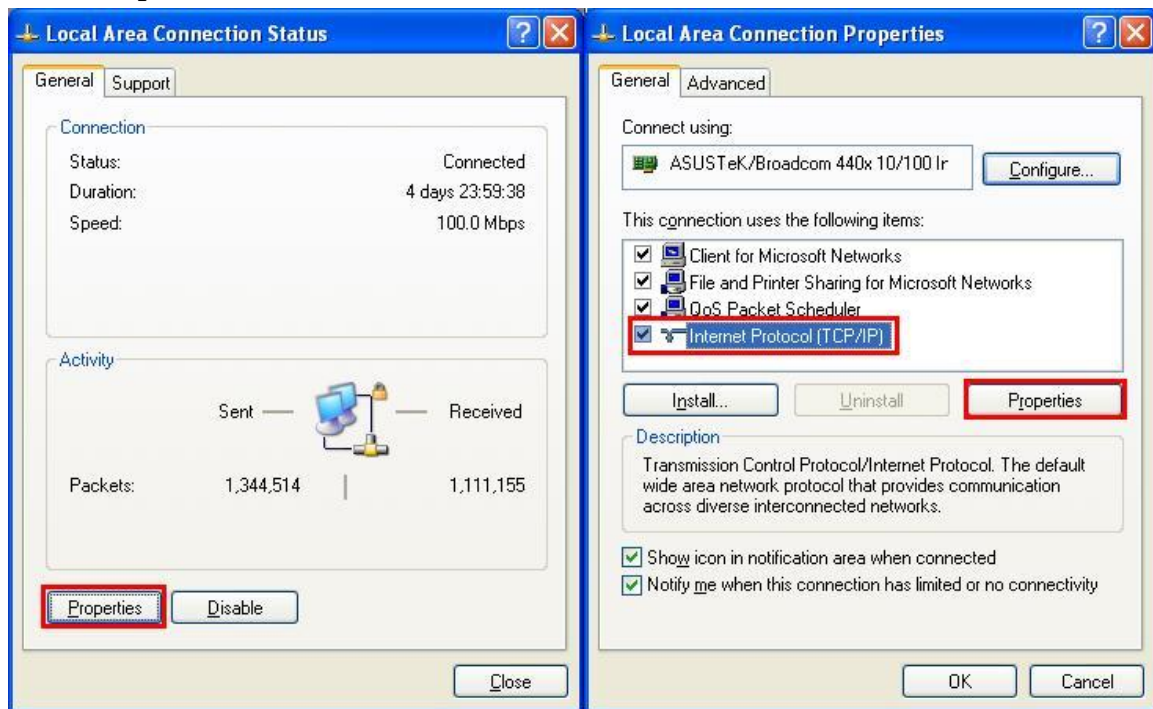 Local Area Connection Status
General Support
Connection
Status: Connected
Duration: 4 days 23:59:38
Speed: 100.0 Mbps
Activity
Sent Received
Packets: 1,344,514 1,111,155
Properties Disable
Close
Local Area Connection Properties
General Advanced
Connect using:
ASUSTeK/Broadcom 440x 10/100 Ir Configure...
This connection uses the following items:
Client for Microsoft Networks
File and Printer Sharing for Microsoft Networks
QoS Packet Scheduler
Internet Protocol (TCP/IP)
Install... Uninstall Properties
Description
Transmission Control Protocol/Internet Protocol. The default
wide area network protocol that provides communication
across diverse interconnected networks.
Show icon in notification area when connected
Notify me when this connection has limited or no connectivity
OK Cancel